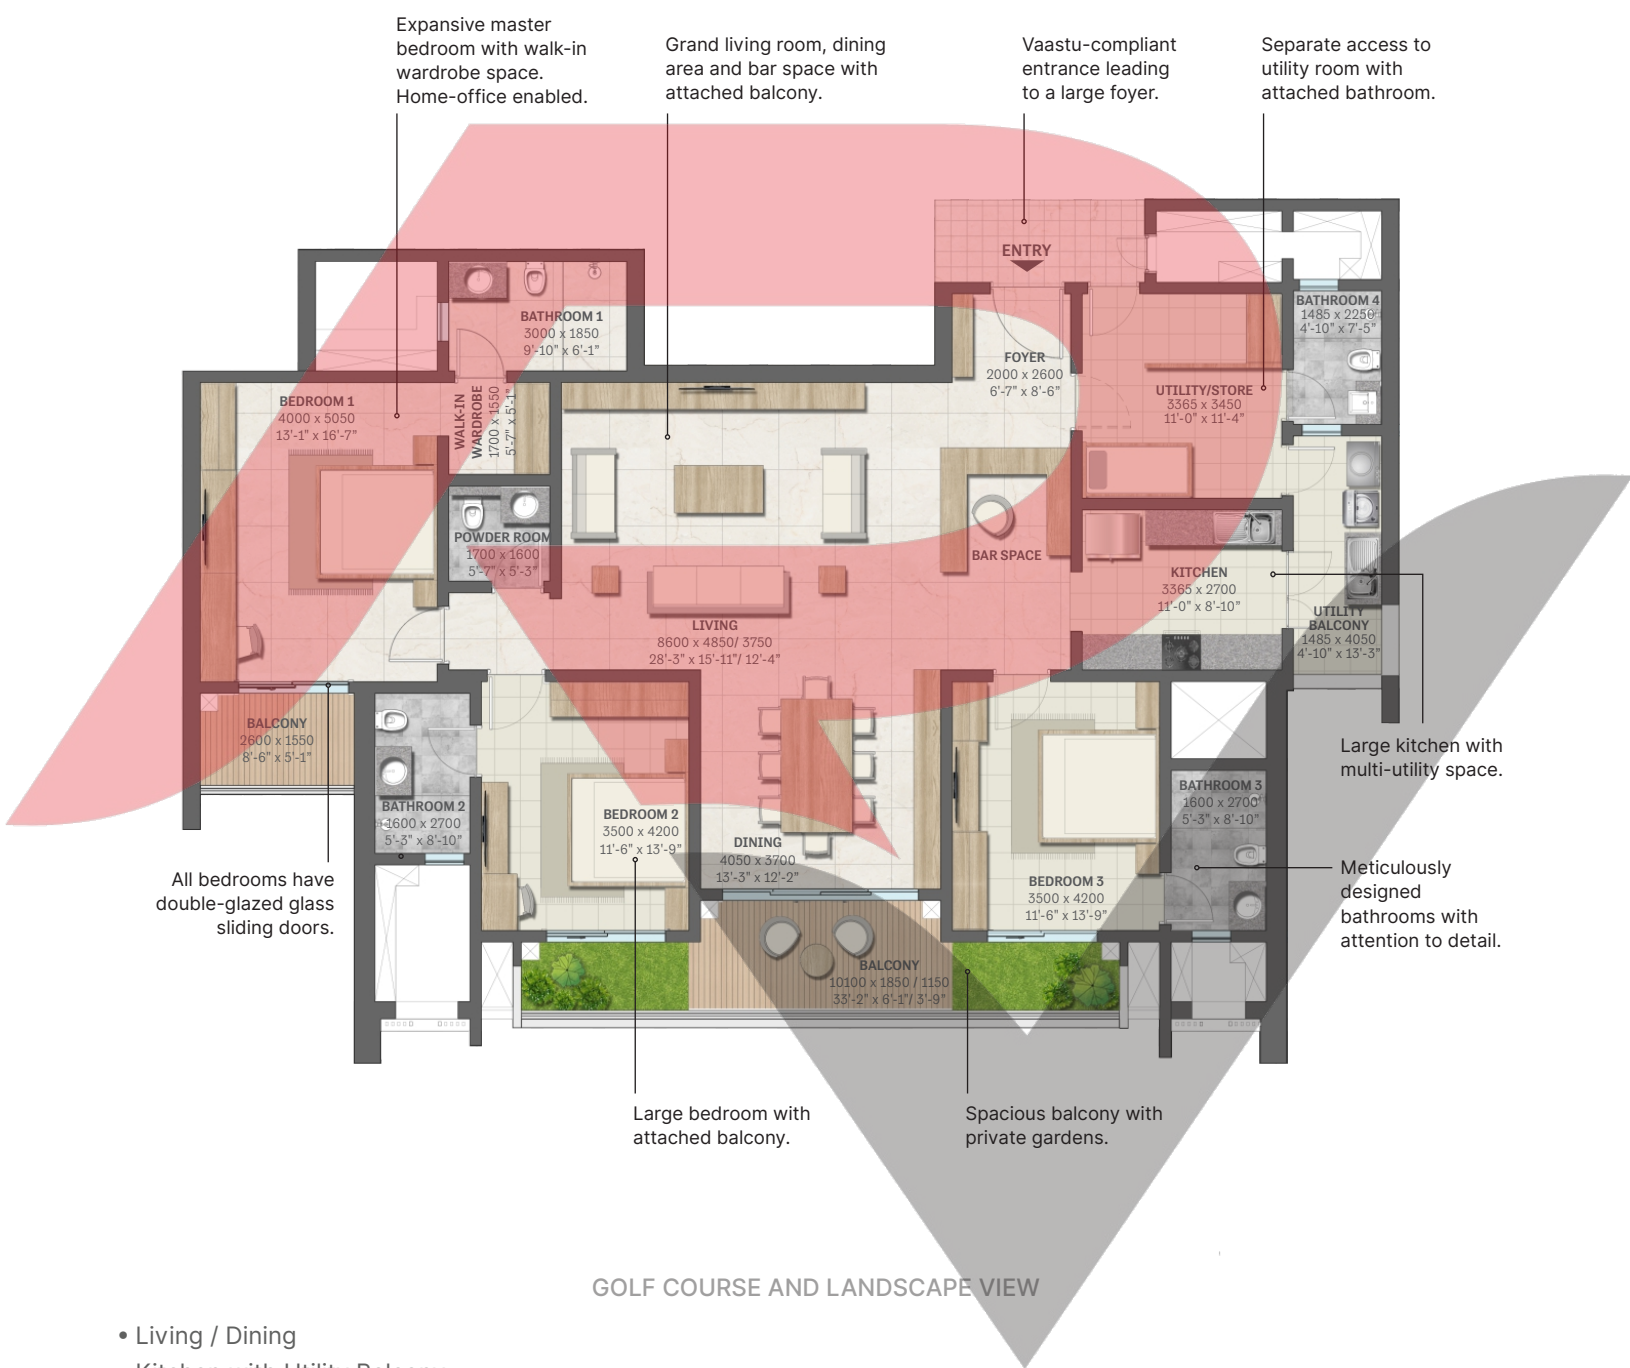 Expansive master
bedroom with walk-in
wardrobe space.
Home-office enabled.
Grand living room, dining
area and bar space with
attached balcony.
Vaastu-compliant
entrance leading
to a large foyer.
Separate access to
utility room with
attached bathroom.
ENTRY
BATHROOM 1
3000 x 1850
9'-10" x 6'-1"
BATHROOM 4
1485 x 2250
4'-10" x 7'-5"
FOYER
2000 x 2600
6'-7" x 8'-6"
UTILITY/STORE
3365 x 3450
11'-0" x 11'-4"
BEDROOM 1
4000 x 5050
13'-1" x 16'-7"
WALK-IN
WARDROBE
1700 x 1550
5'-7" x 5'-1"
POWDER ROOM
1700 x 1600
5'-7" x 5'-3"
BAR SPACE
KITCHEN
3365 x 2700
11'-0" x 8'-10"
UTILITY
BALCONY
1485 x 4050
4'-10" x 13'-3"
LIVING
8600 x 4850/ 3750
28'-3" x 15'-11"/ 12'-4"
BALCONY
2600 x 1550
8'-6" x 5'-1"
BATHROOM 2
1600 x 2700
5'-3" x 8'-10"
BEDROOM 2
3500 x 4200
11'-6" x 13'-9"
DINING
4050 x 3700
13'-3" x 12'-2"
BEDROOM 3
3500 x 4200
11'-6" x 13'-9"
BATHROOM 3
1600 x 2700
5'-3" x 8'-10"
Large kitchen with
multi-utility space.
All bedrooms have
double-glazed glass
sliding doors.
Meticulously
designed
bathrooms with
attention to detail.
BALCONY
10100 x 1850 / 1150
33'-2" x 6'-1"/ 3'-9"
Large bedroom with
attached balcony.
Spacious balcony with
private gardens.
GOLF COURSE AND LANDSCAPE VIEW
• Living / Dining
Kitchen with Utility Balcony